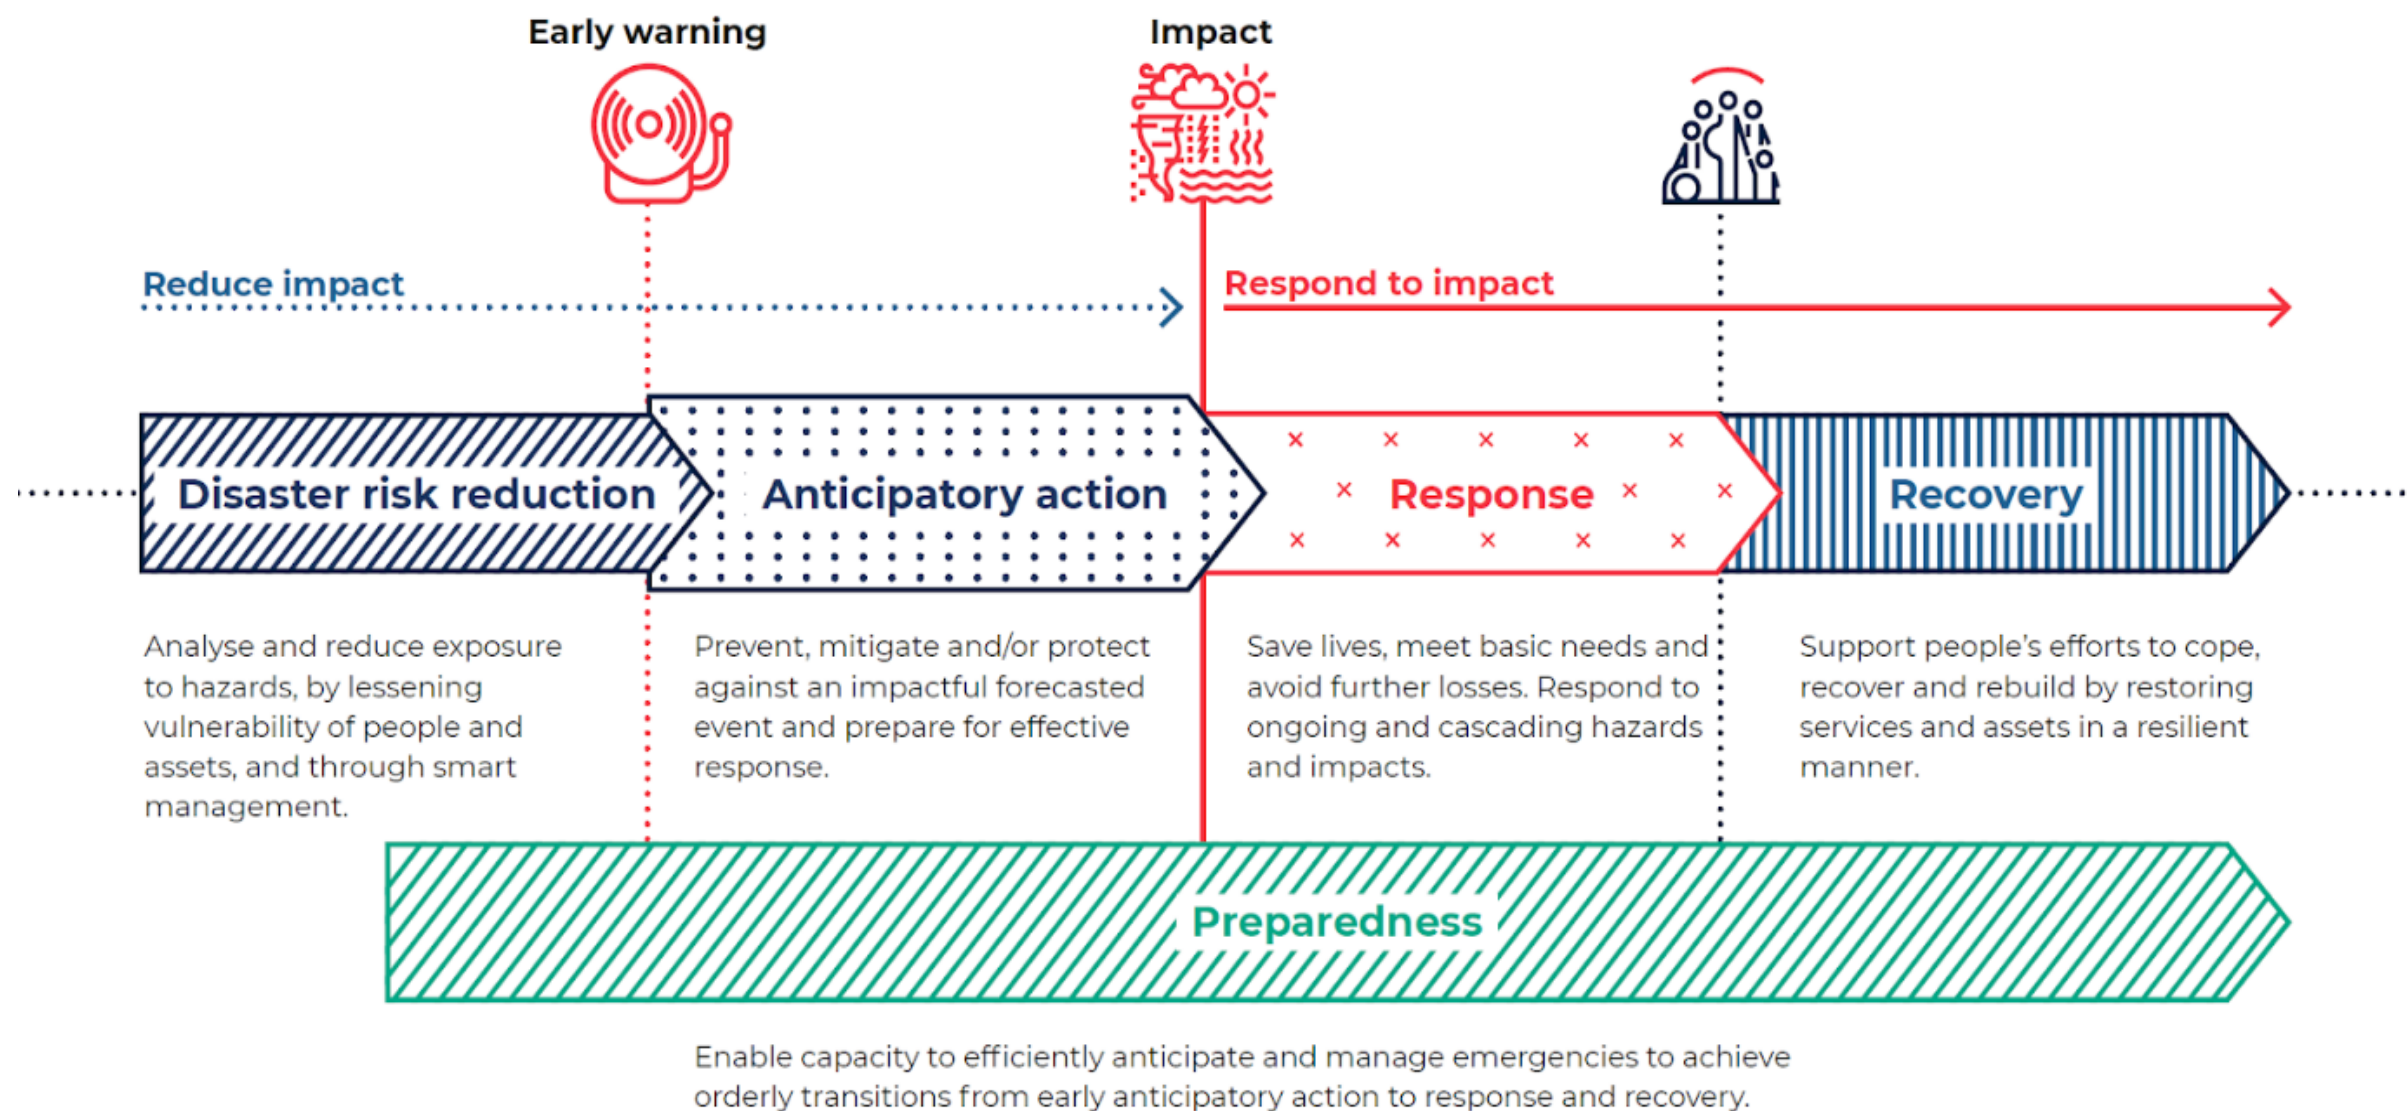 Early warning
Impact
Reduce impact
Respond to impact
Disaster risk reduction
Anticipatory action
Response
Recovery
Analyse and reduce exposure
to hazards, by lessening
vulnerability of people and
assets, and through smart
management.
Prevent, mitigate and/or protect
against an impactful forecasted
event and prepare for effective
response.
Save lives, meet basic needs and
avoid further losses. Respond to
ongoing and cascading hazards
and impacts.
Support people’s efforts to cope,
recover and rebuild by restoring
services and assets in a resilient
manner.
Preparedness
Enable capacity to efficiently anticipate and manage emergencies to achieve
orderly transitions from early anticipatory action to response and recovery.